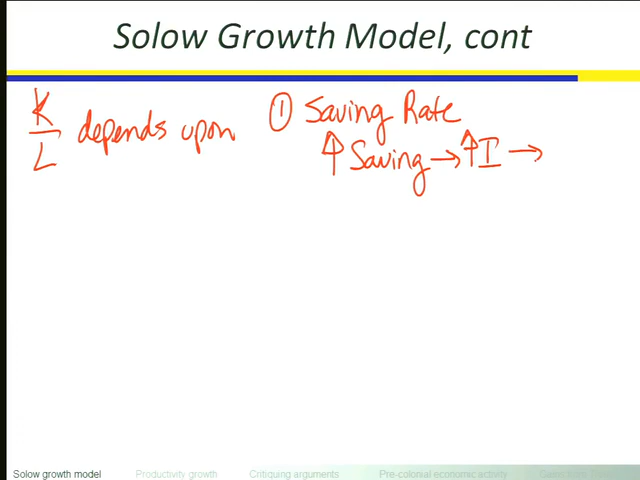 Solow Growth Model, cont
K/L depends upon ① Saving Rate
↑ Saving → ↑ I →
Solow growth model Productivity growth Critiquing arguments Pre-colonial economic activity